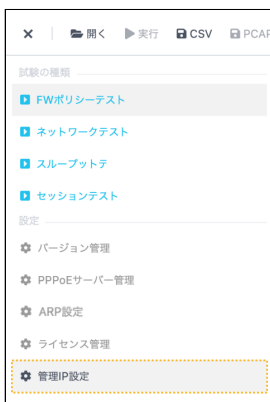 × 開く 実行 CSV PCAP
試験の種類
FWポリシーテスト
ネットワークテスト
スループットテ
セッションテスト
設定
バージョン管理
PPPoEサーバー管理
ARP設定
ライセンス管理
管理IP設定